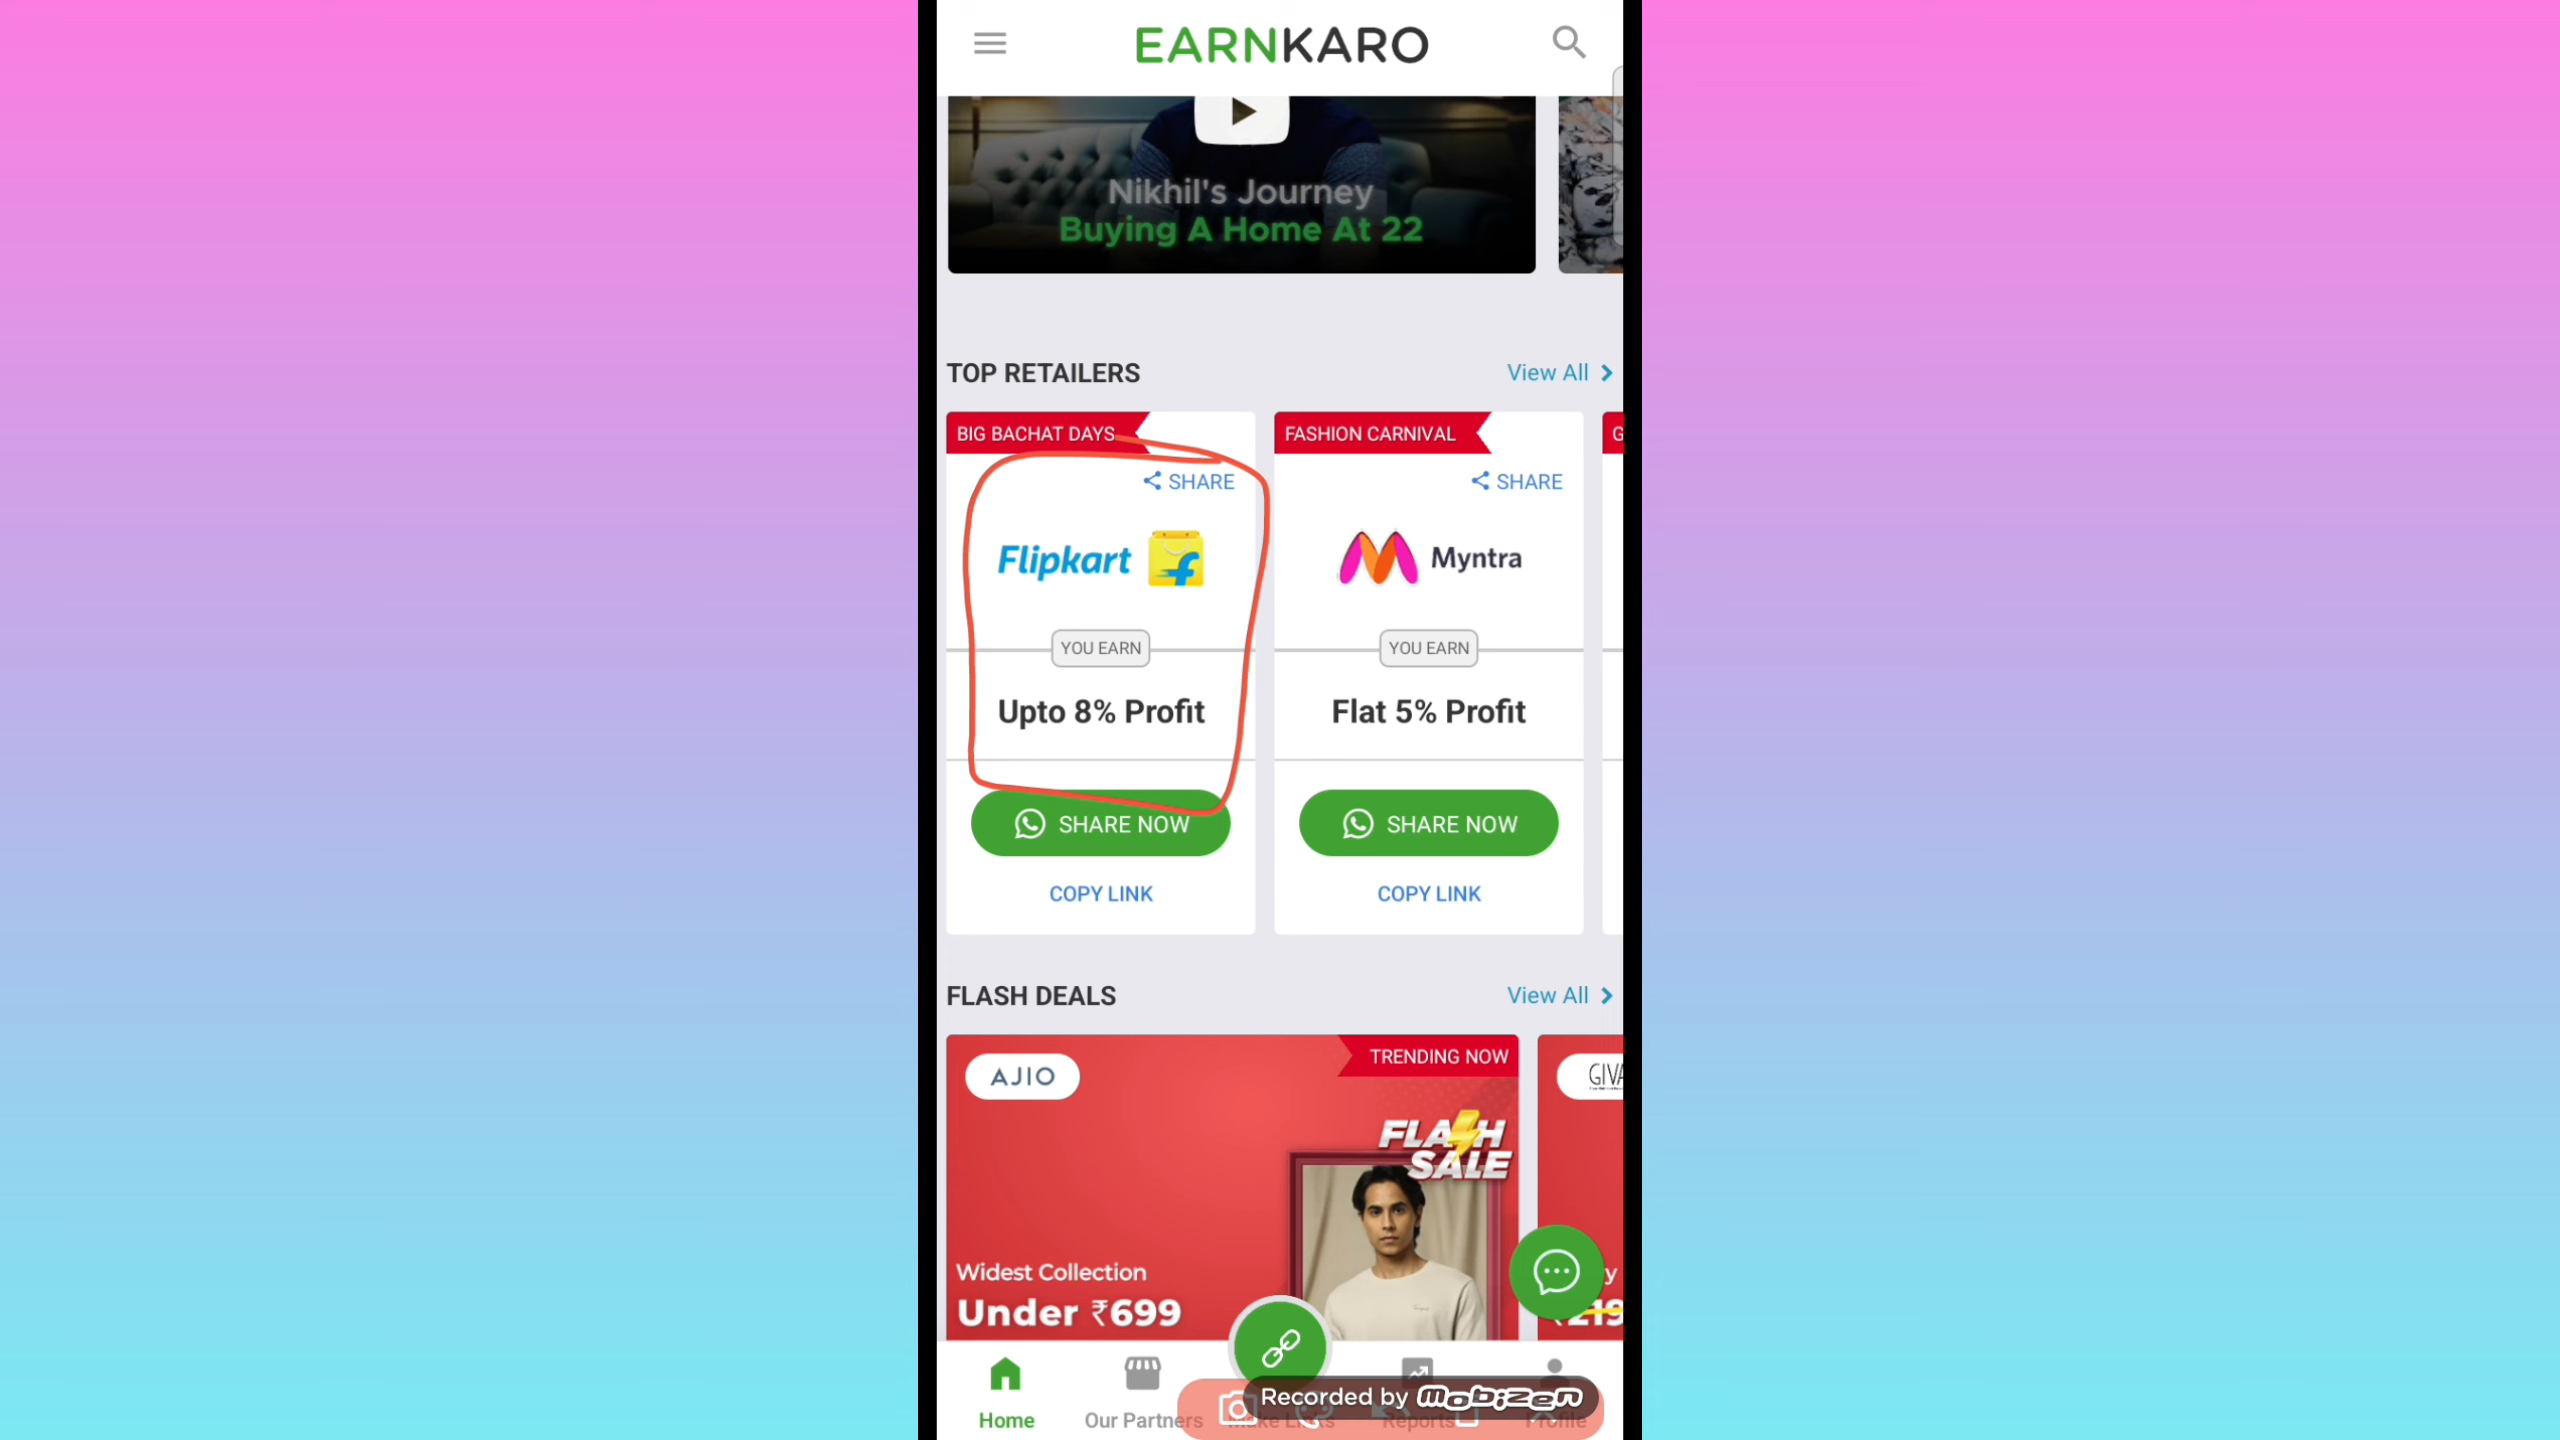 EARNKARO
Nikhil's Journey
Buying A Home At 22
TOP RETAILERS
View All
BIG BACHAT DAYS
SHARE
Flipkart
YOU EARN
Upto 8% Profit
SHARE NOW
COPY LINK
FASHION CARNIVAL
SHARE
Myntra
YOU EARN
Flat 5% Profit
SHARE NOW
COPY LINK
G
FLASH DEALS
View All
AJIO
TRENDING NOW
FLASH
SALE
Widest Collection
Under ₹699
Home
Our Partners
Reports
Profile
Recorded by mobizen